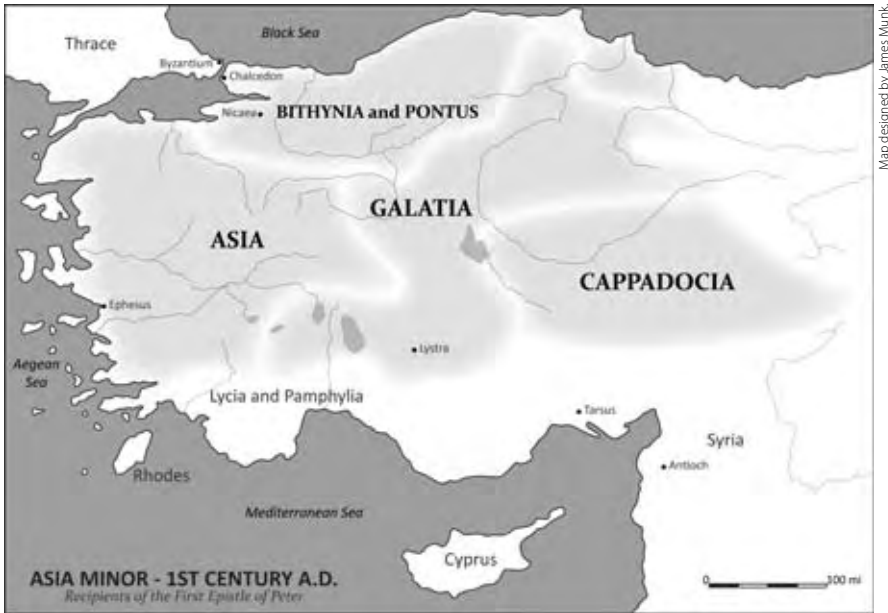 Thrace
Black Sea
Byzantium
Chalcedon
Nicaea
BITHYNIA and PONTUS
GALATIA
ASIA
CAPPADOCIA
Ephesus
Lystra
Aegean
Sea
Lycia and Pamphylia
Tarsus
Syria
Antioch
Rhodes
Mediterranean Sea
Cyprus
ASIA MINOR - 1ST CENTURY A.D.
Recipients of the First Epistle of Peter
0 300 mi
Map designed by James Munk.